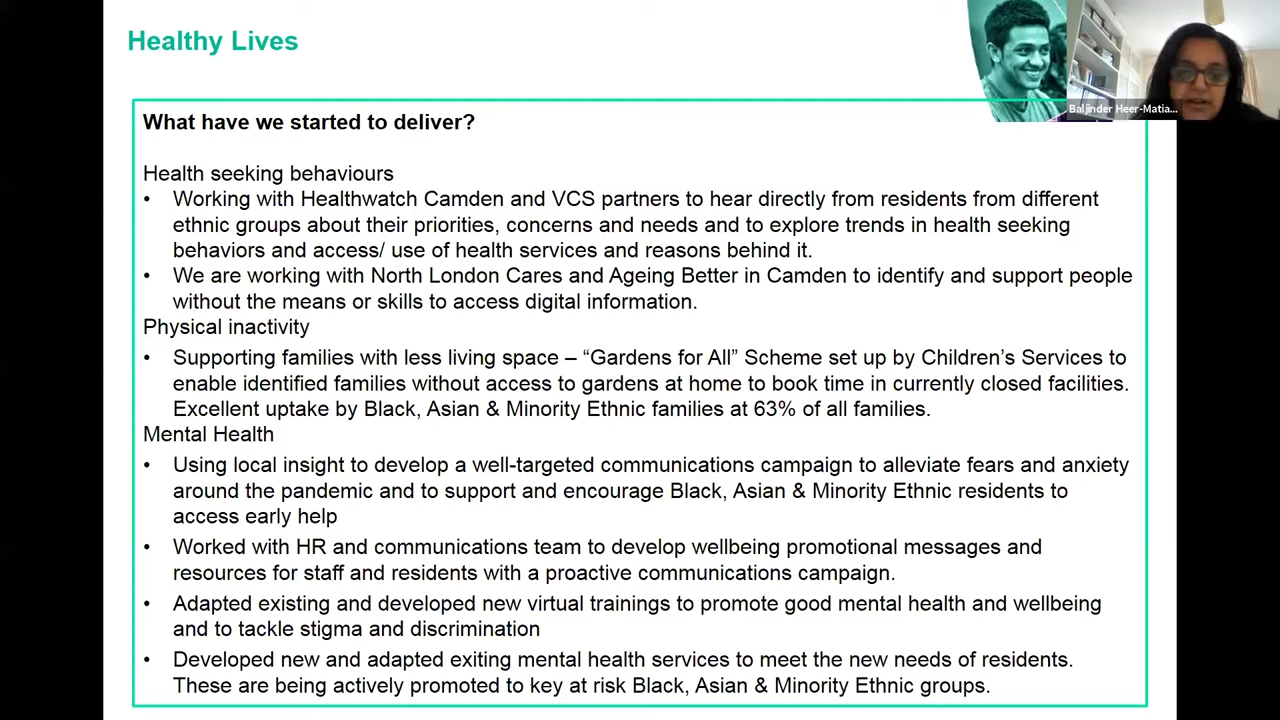 Healthy Lives
Baljinder Heer-Matia...
What have we started to deliver?
Health seeking behaviours
• Working with Healthwatch Camden and VCS partners to hear directly from residents from different
ethnic groups about their priorities, concerns and needs and to explore trends in health seeking
behaviors and access/ use of health services and reasons behind it.
• We are working with North London Cares and Ageing Better in Camden to identify and support people
without the means or skills to access digital information.
Physical inactivity
• Supporting families with less living space – “Gardens for All” Scheme set up by Children’s Services to
enable identified families without access to gardens at home to book time in currently closed facilities.
Excellent uptake by Black, Asian & Minority Ethnic families at 63% of all families.
Mental Health
• Using local insight to develop a well-targeted communications campaign to alleviate fears and anxiety
around the pandemic and to support and encourage Black, Asian & Minority Ethnic residents to
access early help
• Worked with HR and communications team to develop wellbeing promotional messages and
resources for staff and residents with a proactive communications campaign.
• Adapted existing and developed new virtual trainings to promote good mental health and wellbeing
and to tackle stigma and discrimination
• Developed new and adapted exiting mental health services to meet the new needs of residents.
These are being actively promoted to key at risk Black, Asian & Minority Ethnic groups.